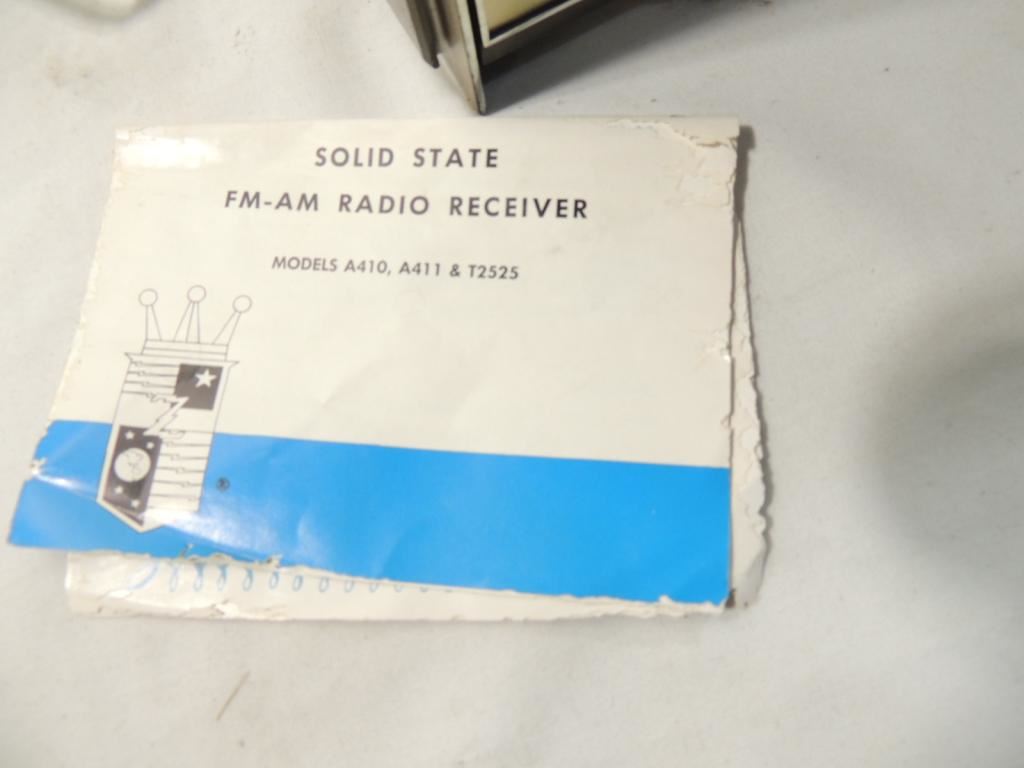 SOLID STATE
FM-AM RADIO RECEIVER
MODELS A410, A411 & T2525
Z
®